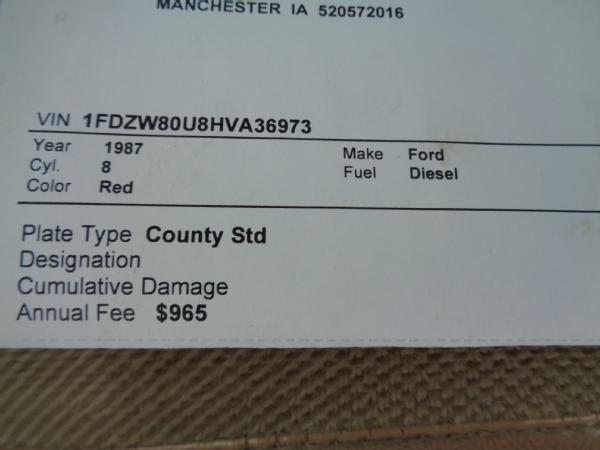 MANCHESTER IA 520572016
VIN 1FDZW80U8HVA36973
Year 1987
Make Ford
Cyl. 8
Fuel Diesel
Color Red
Plate Type County Std
Designation
Cumulative Damage
Annual Fee $965